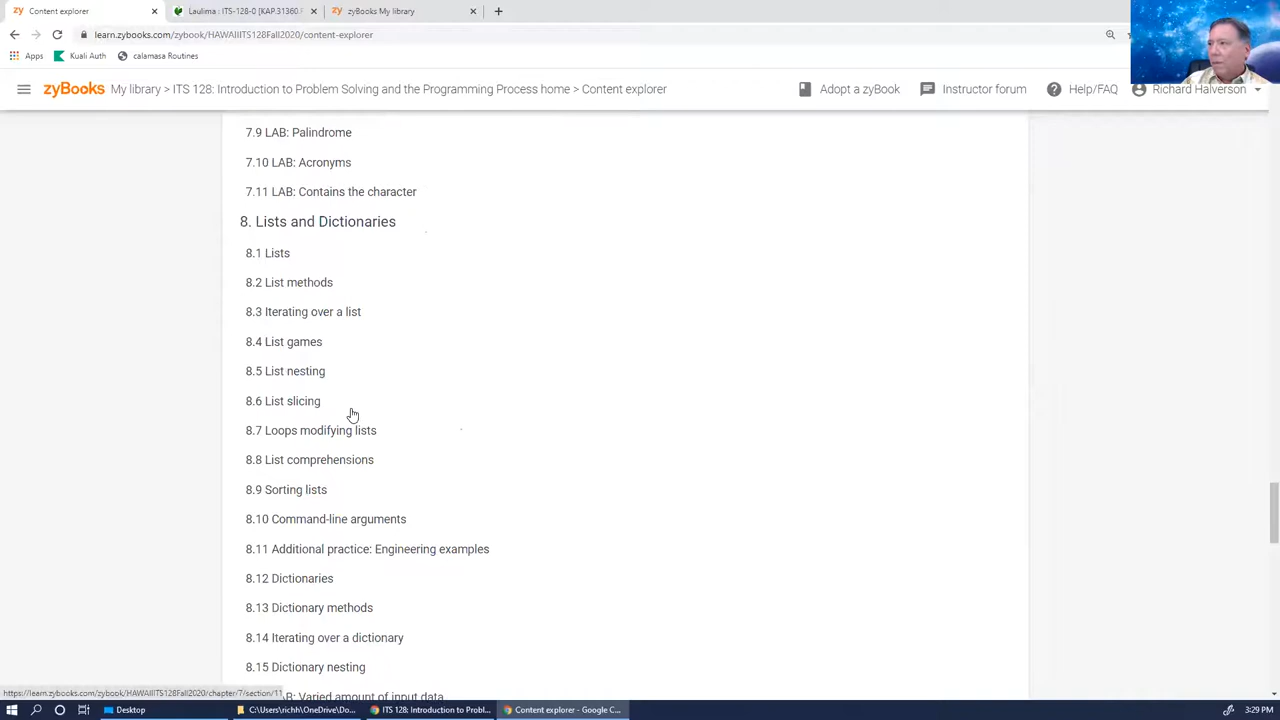 Content explorer
Laulima : ITS-128-0 [KAP.31360.F
zyBooks My library
learn.zybooks.com/zybook/HAWAIIITS128Fall2020/content-explorer
Apps Kuali Auth calamasa Routines
zyBooks My library > ITS 128: Introduction to Problem Solving and the Programming Process home > Content explorer Adopt a zyBook Instructor forum Help/FAQ Richard Halverson
7.9 LAB: Palindrome
7.10 LAB: Acronyms
7.11 LAB: Contains the character
8. Lists and Dictionaries
8.1 Lists
8.2 List methods
8.3 Iterating over a list
8.4 List games
8.5 List nesting
8.6 List slicing
8.7 Loops modifying lists
8.8 List comprehensions
8.9 Sorting lists
8.10 Command-line arguments
8.11 Additional practice: Engineering examples
8.12 Dictionaries
8.13 Dictionary methods
8.14 Iterating over a dictionary
8.15 Dictionary nesting
AB: Varied amount of input data
https://learn.zybooks.com/zybook/HAWAIIITS128Fall2020/chapter/7/section/11
Desktop C:\Users\richh\OneDrive\Do... ITS 128: Introduction to Probl... Content explorer - Google C... 3:29 PM